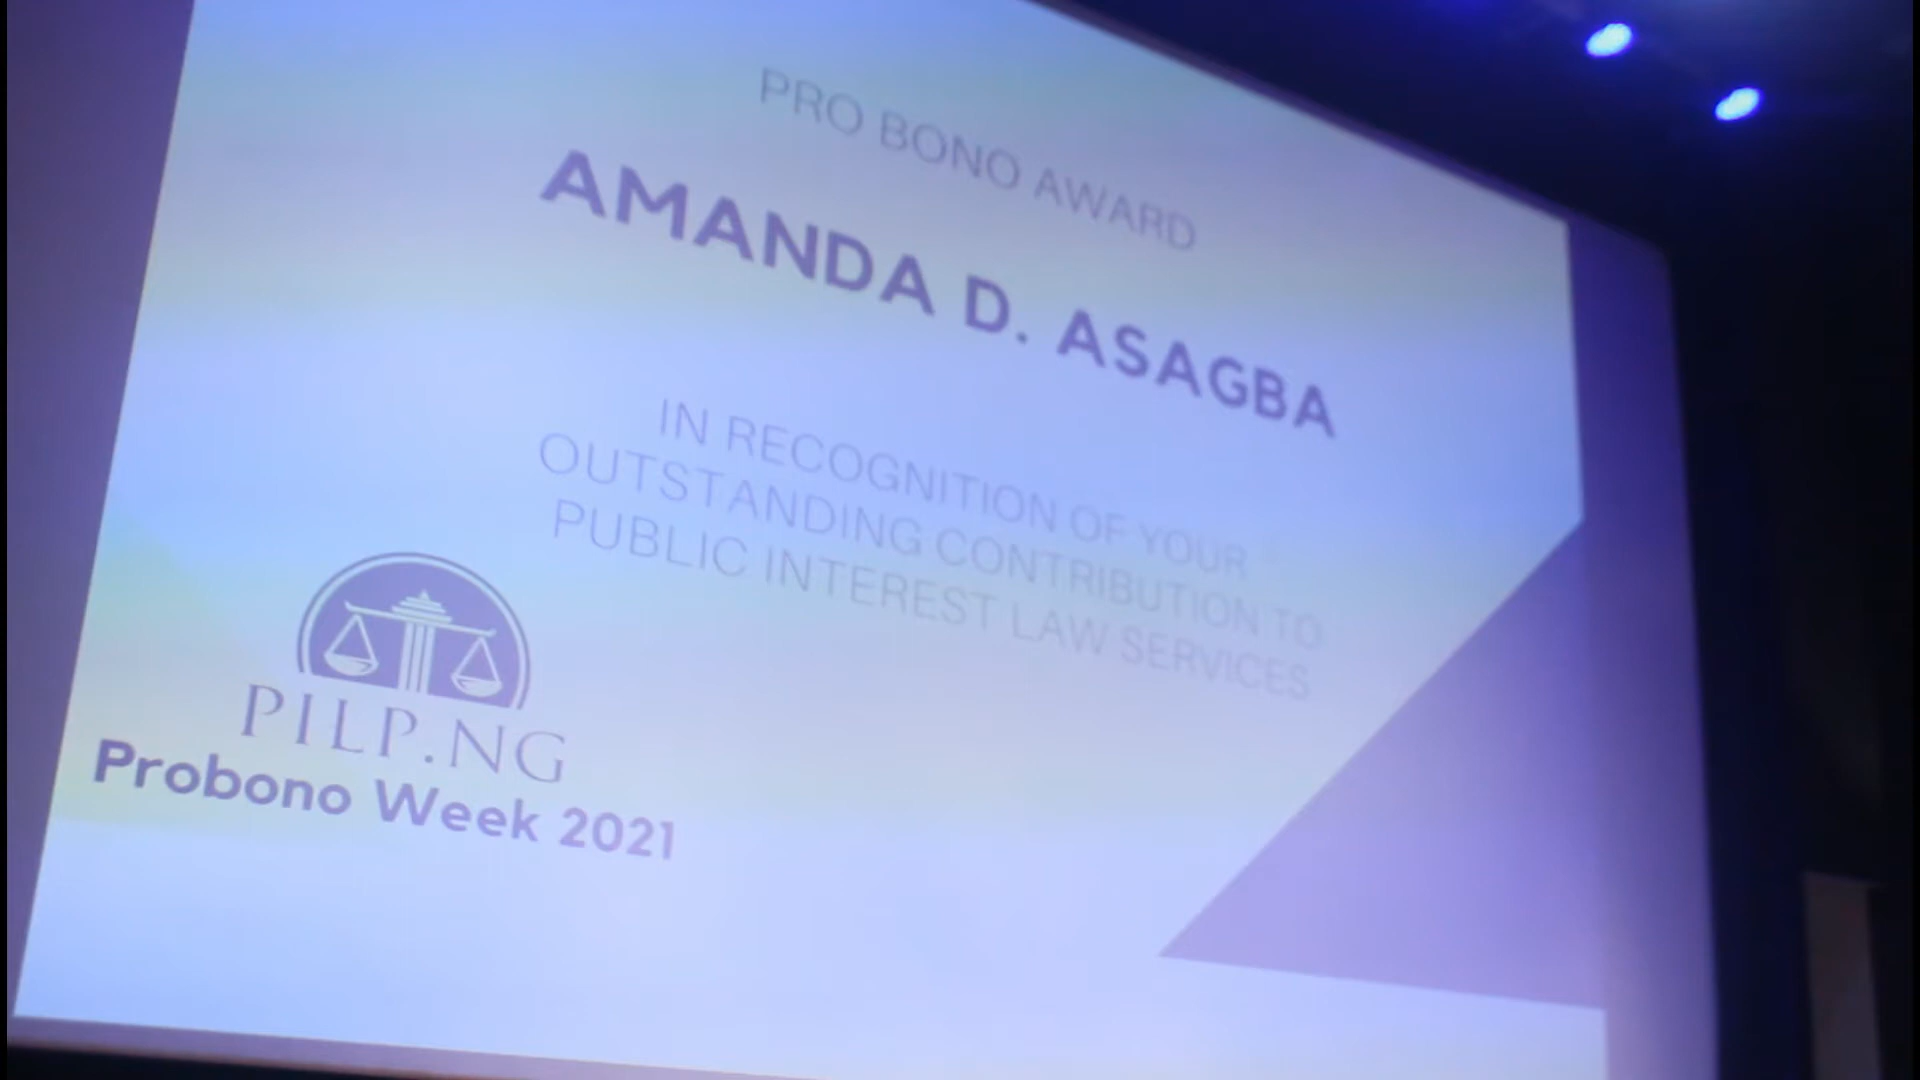 PRO BONO AWARD
AMANDA D. ASAGBA
IN RECOGNITION OF YOUR
OUTSTANDING CONTRIBUTION TO
PUBLIC INTEREST LAW SERVICES
PILP.NG
Probono Week 2021